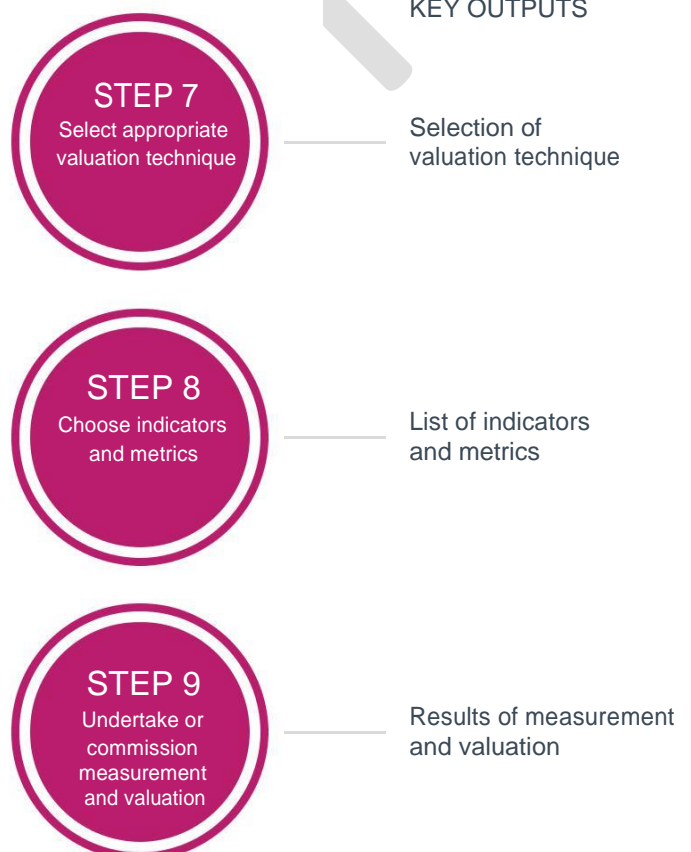 KEY OUTPUTS
STEP 7
Select appropriate
valuation technique
Selection of
valuation technique
STEP 8
Choose indicators
and metrics
List of indicators
and metrics
STEP 9
Undertake or
commission
measurement
and valuation
Results of measurement
and valuation